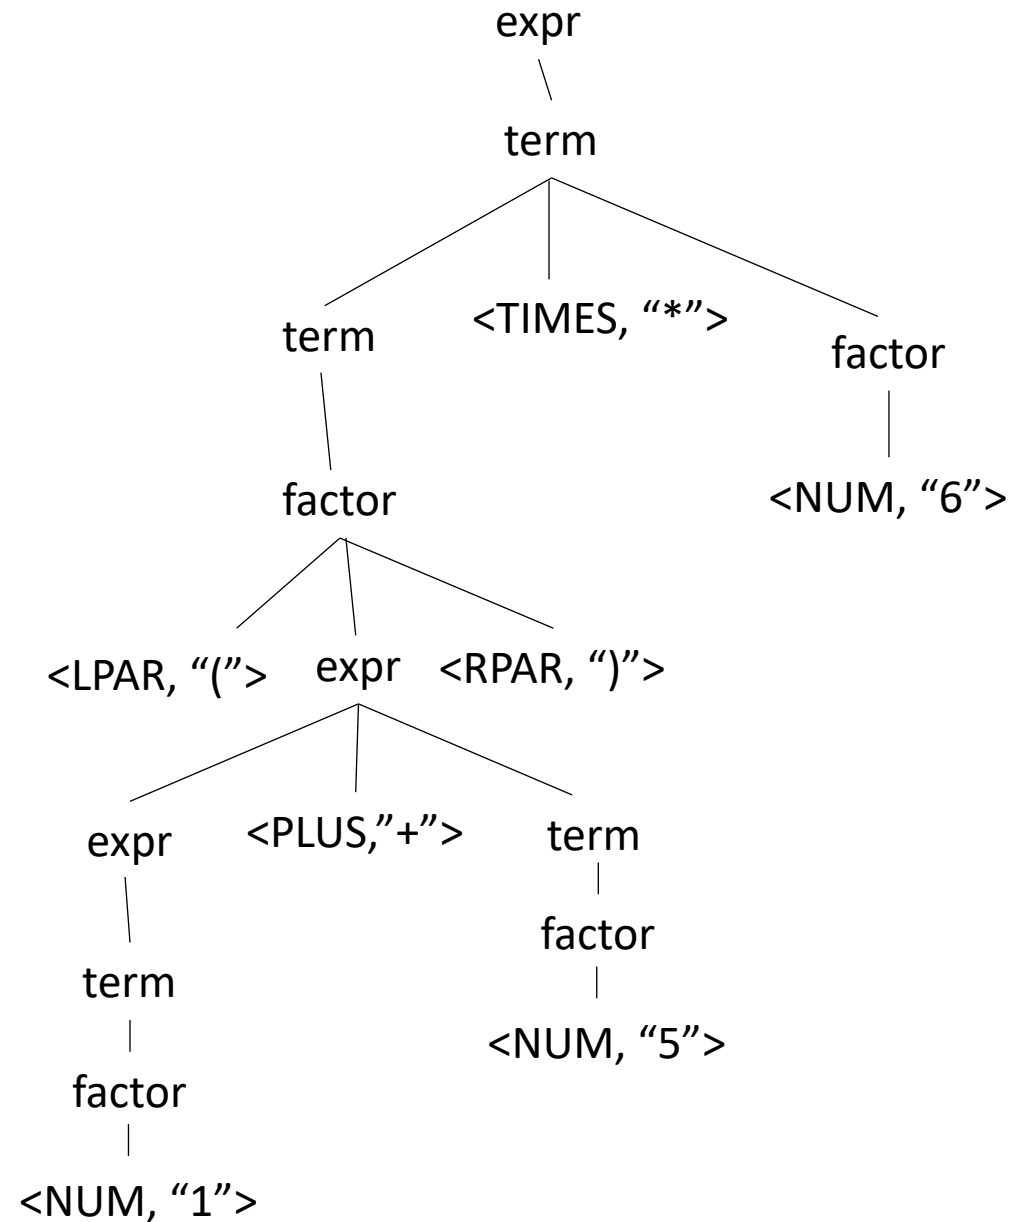 expr
term
term <TIMES, “*”> factor
factor <NUM, “6”>
<LPAR, “(”> expr <RPAR, “)”>
expr <PLUS,”+”> term
factor
term
<NUM, “5”>
factor
<NUM, “1”>